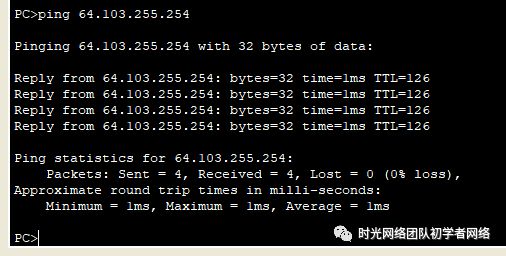 PC>ping 64.103.255.254
Pinging 64.103.255.254 with 32 bytes of data:
Reply from 64.103.255.254: bytes=32 time=1ms TTL=126
Reply from 64.103.255.254: bytes=32 time=1ms TTL=126
Reply from 64.103.255.254: bytes=32 time=1ms TTL=126
Reply from 64.103.255.254: bytes=32 time=1ms TTL=126
Ping statistics for 64.103.255.254:
    Packets: Sent = 4, Received = 4, Lost = 0 (0% loss),
Approximate round trip times in milli-seconds:
    Minimum = 1ms, Maximum = 1ms, Average = 1ms
时光网络团队初学者网络
PC>